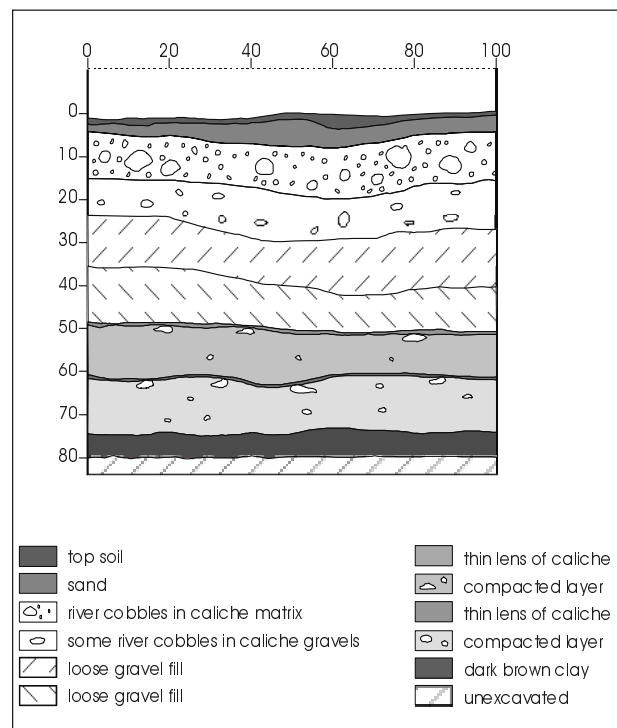 0 20 40 60 80 100
0
10
20
30
40
50
60
70
80
top soil
sand
river cobbles in caliche matrix
some river cobbles in caliche gravels
loose gravel fill
loose gravel fill
thin lens of caliche
compacted layer
thin lens of caliche
compacted layer
dark brown clay
unexcavated